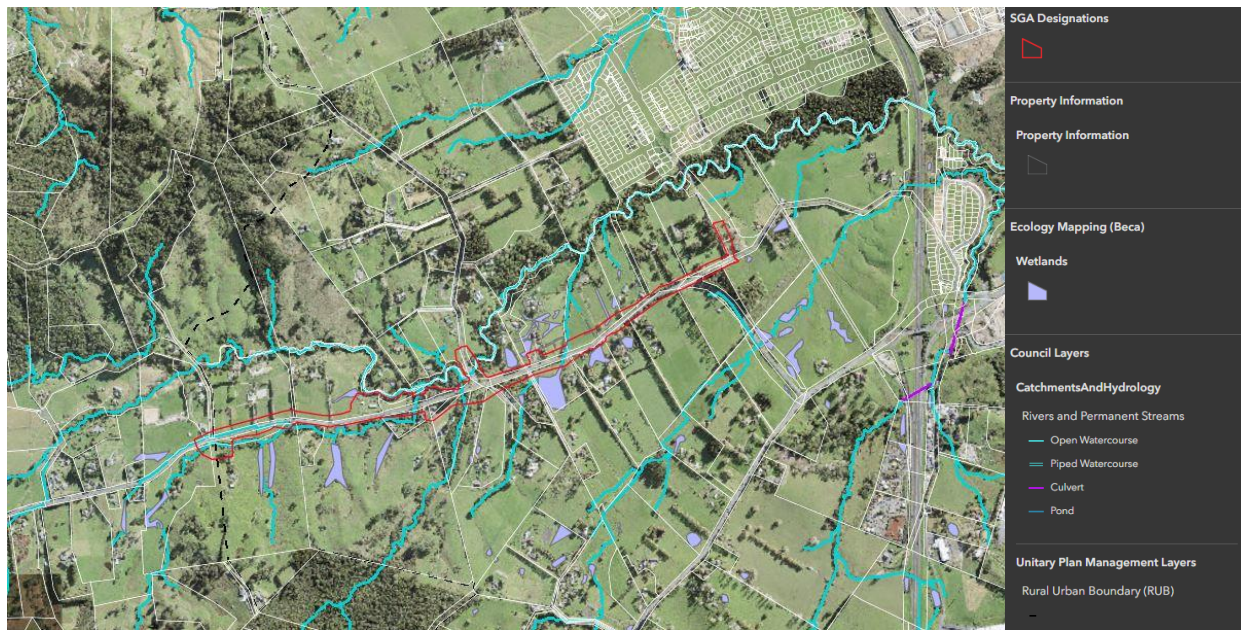 SGA Designations
Property Information
Property Information
Ecology Mapping (Beca)
Wetlands
Council Layers
CatchmentsAndHydrology
Rivers and Permanent Streams
Open Watercourse
Piped Watercourse
Culvert
Pond
Unitary Plan Management Layers
Rural Urban Boundary (RUB)